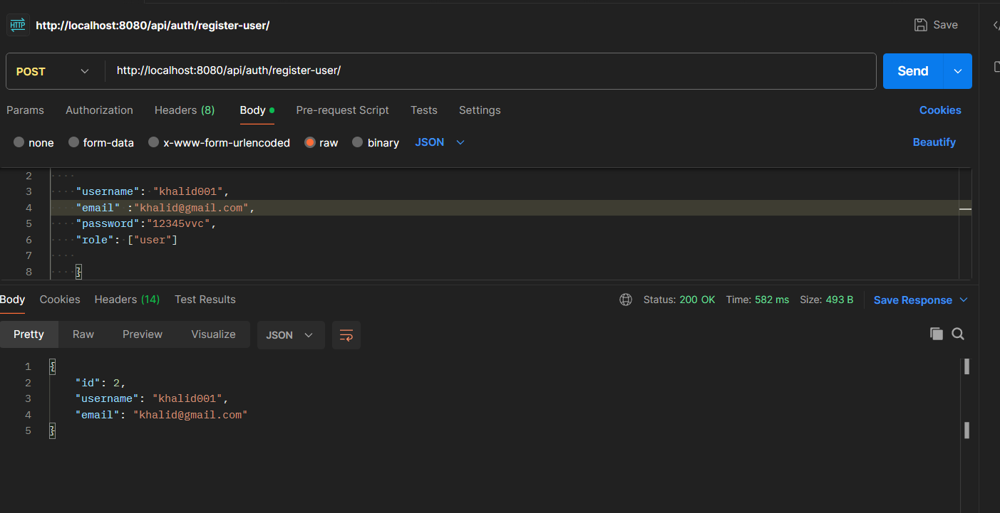 HTTP http://localhost:8080/api/auth/register-user/ Save
POST http://localhost:8080/api/auth/register-user/ Send
Params Authorization Headers (8) Body Pre-request Script Tests Settings Cookies
none form-data x-www-form-urlencoded raw binary JSON Beautify
2
3 "username": "khalid001",
4 "email" :"khalid@gmail.com",
5 "password":"12345vvc",
6 "role": ["user"]
7
8 }
Body Cookies Headers (14) Test Results Status: 200 OK Time: 582 ms Size: 493 B Save Response
Pretty Raw Preview Visualize JSON
1 {
2 "id": 2,
3 "username": "khalid001",
4 "email": "khalid@gmail.com"
5 }